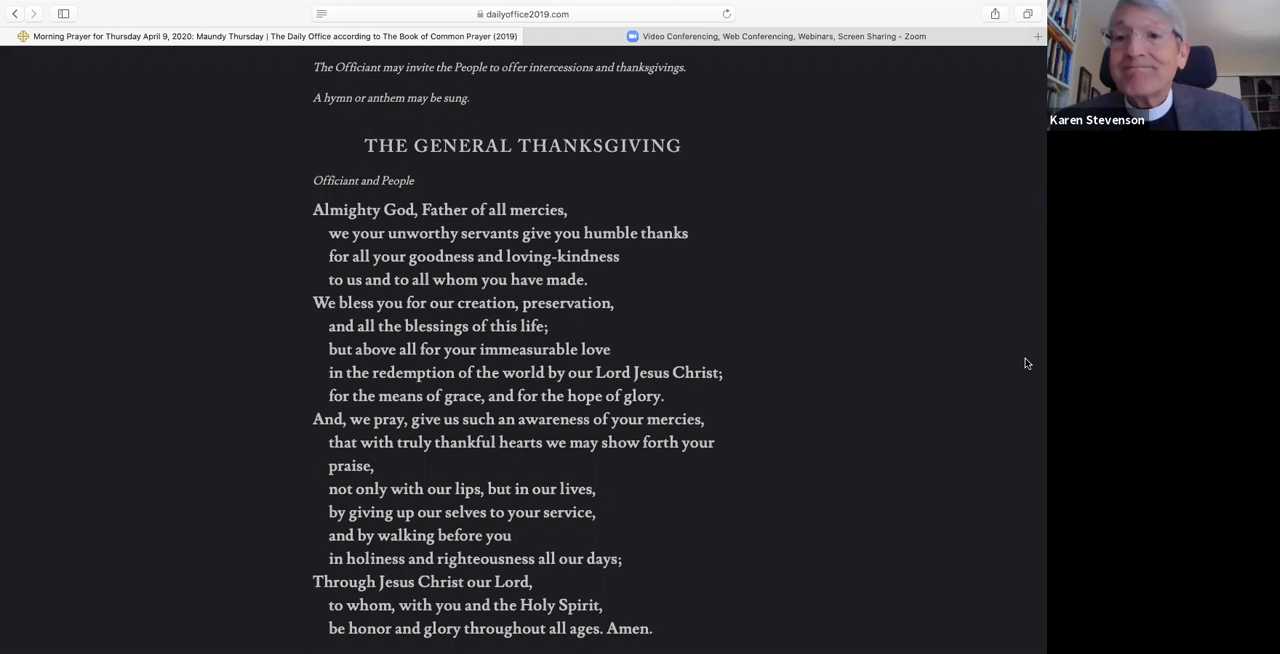 dailyoffice2019.com
Morning Prayer for Thursday April 9, 2020: Maundy Thursday | The Daily Office according to The Book of Common Prayer (2019)
Video Conferencing, Web Conferencing, Webinars, Screen Sharing - Zoom
Karen Stevenson
The Officiant may invite the People to offer intercessions and thanksgivings.
A hymn or anthem may be sung.
THE GENERAL THANKSGIVING
Officiant and People
Almighty God, Father of all mercies,
we your unworthy servants give you humble thanks
for all your goodness and loving-kindness
to us and to all whom you have made.
We bless you for our creation, preservation,
and all the blessings of this life;
but above all for your immeasurable love
in the redemption of the world by our Lord Jesus Christ;
for the means of grace, and for the hope of glory.
And, we pray, give us such an awareness of your mercies,
that with truly thankful hearts we may show forth your
praise,
not only with our lips, but in our lives,
by giving up our selves to your service,
and by walking before you
in holiness and righteousness all our days;
Through Jesus Christ our Lord,
to whom, with you and the Holy Spirit,
be honor and glory throughout all ages. Amen.